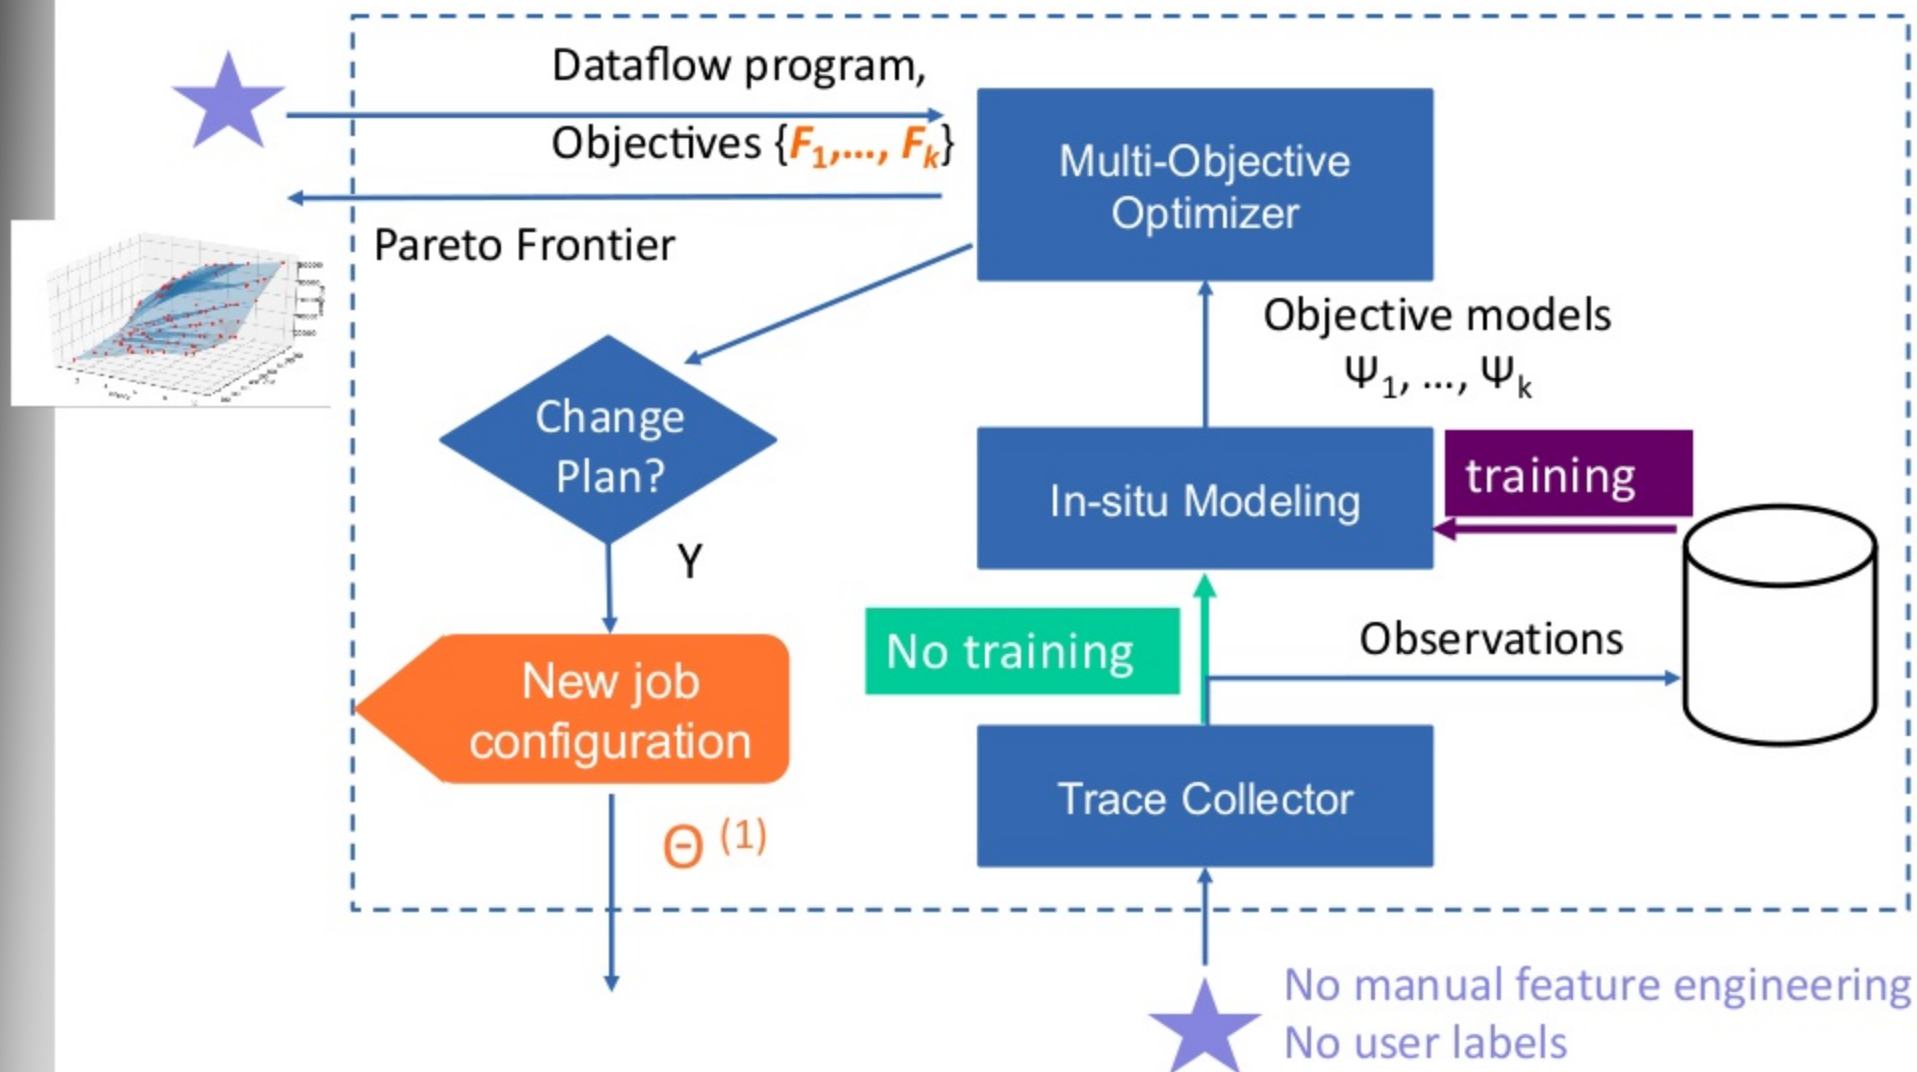 Dataflow program,
Objectives {F₁,..., Fₖ}
Pareto Frontier
Multi-Objective
Optimizer
Objective models
Ψ₁, ..., Ψₖ
Change
Plan?
Y
In-situ Modeling
training
No training
Observations
New job
configuration
Θ ⁽¹⁾
Trace Collector
No manual feature engineering
No user labels